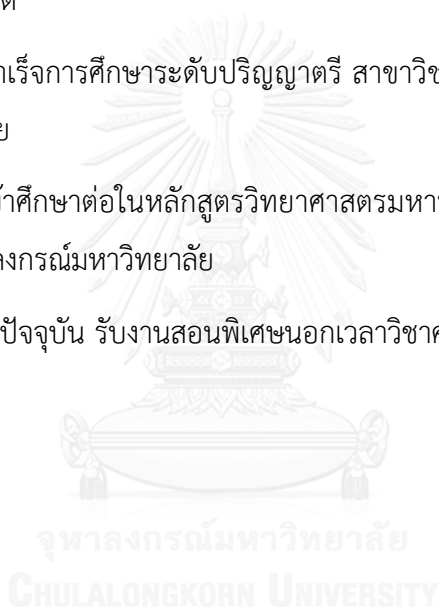 าเร็จการศึกษาระดับปริญญาตรี สาขาวิช
ย
ข้าศึกษาต่อในหลักสูตรวิทยาศาสตรมหา
ลงกรณ์มหาวิทยาลัย
ปัจจุบัน รับงานสอนพิเศษนอกเวลาวิชา
จุฬาลงกรณ์มหาวิทยาลัย
CHULALONGKORN UNIVERSITY